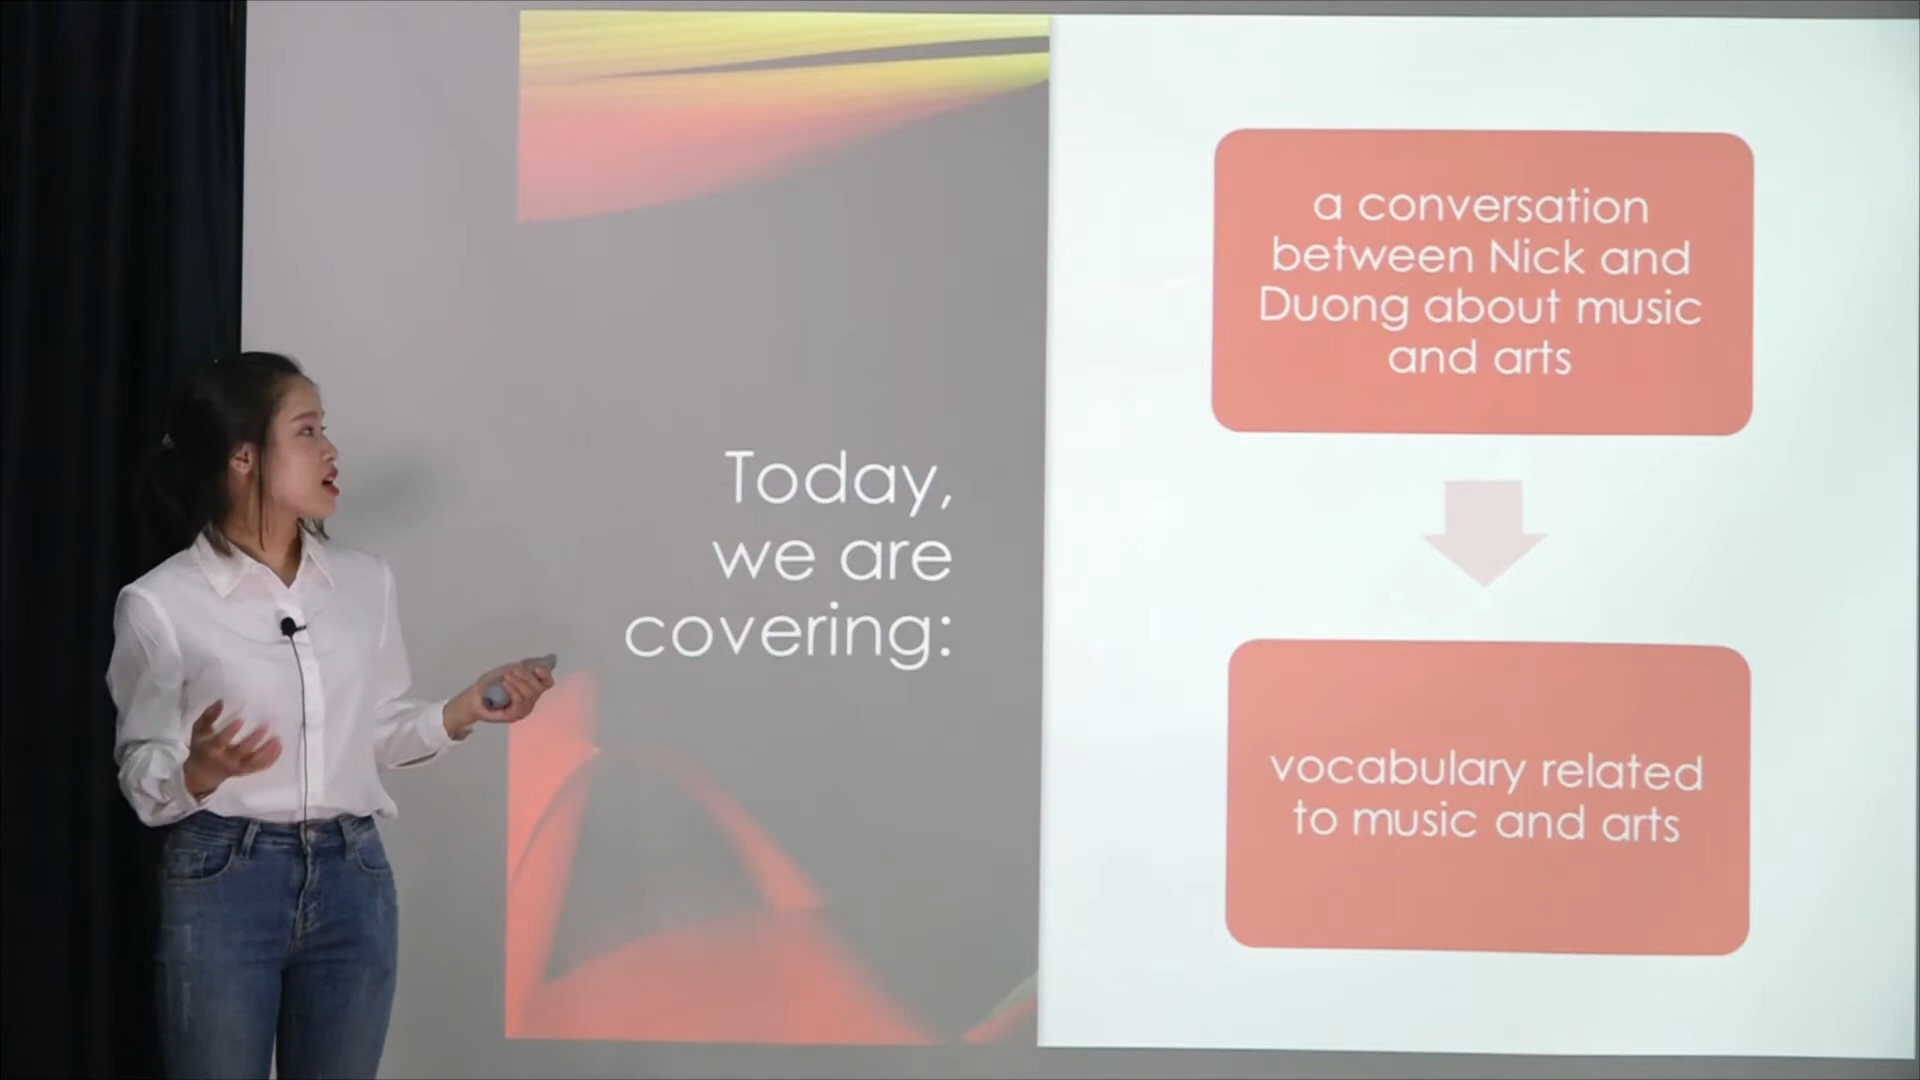 Today,
we are
covering:
a conversation
between Nick and
Duong about music
and arts
vocabulary related
to music and arts